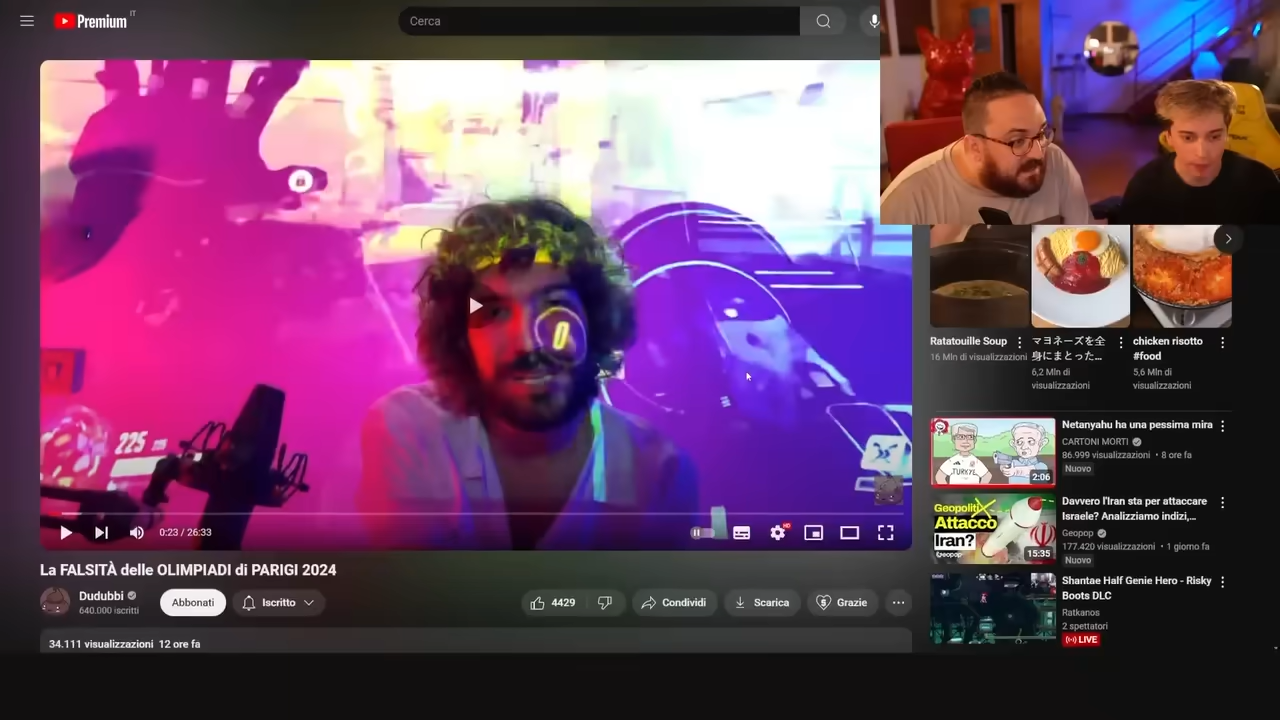 Premium IT
Cerca
0
225
0:23 / 26:33
HD
La FALSITÀ delle OLIMPIADI di PARIGI 2024
Dudubbi
640.000 iscritti
Abbonati
Iscritto
4429
Condividi
Scarica
Grazie
34.111 visualizzazioni 12 ore fa
Ratatouille Soup
16 Mln di visualizzazioni
マヨネーズを全
身にまとった...
6,2 Mln di
visualizzazioni
chicken risotto
#food
5,6 Mln di
visualizzazioni
TURKYE
2:06
Netanyahu ha una pessima mira
CARTONI MORTI
86.999 visualizzazioni • 8 ore fa
Nuovo
Geopoliti
Attacco
Iran?
Geopop
15:35
Davvero l'Iran sta per attaccare
Israele? Analizziamo indizi,...
Geopop
177.420 visualizzazioni • 1 giorno fa
Nuovo
Shantae Half Genie Hero - Risky
Boots DLC
Ratkanos
2 spettatori
LIVE